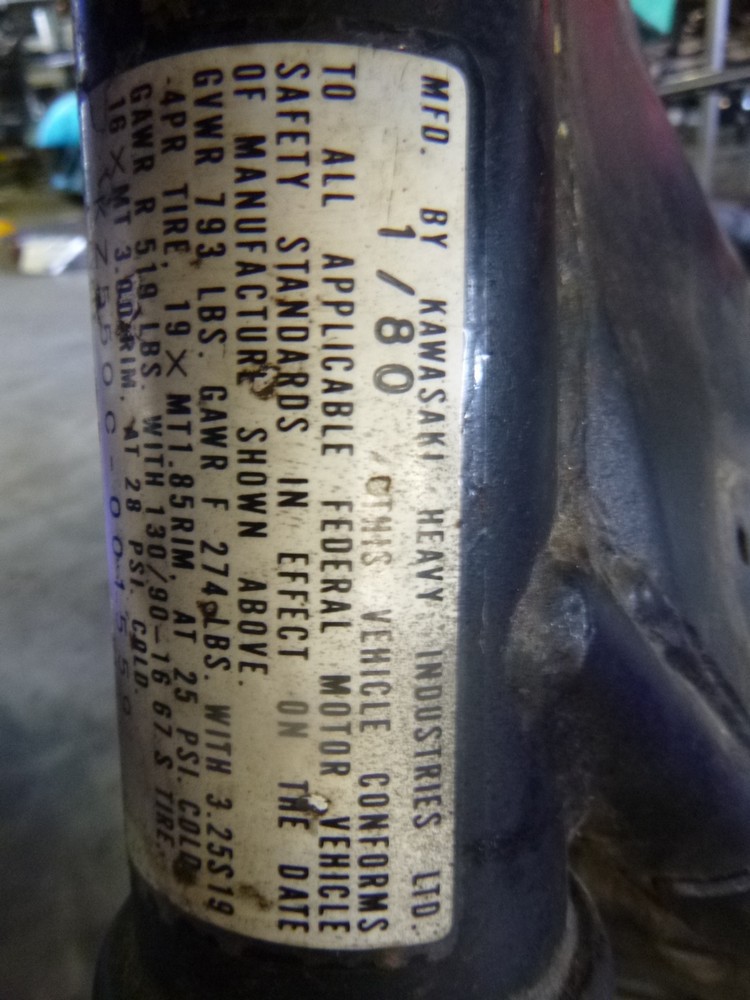 MFD. BY KAWASAKI HEAVY INDUSTRIES LTD.
1/80 THIS VEHICLE CONFORMS
TO ALL APPLICABLE FEDERAL MOTOR VEHICLE
SAFETY STANDARDS IN EFFECT ON THE DATE
OF MANUFACTURE SHOWN ABOVE.
GVWR 793 LBS. GAWR F 274 LBS. WITH 3.25S19
-4PR TIRE, 19×MT1.85RIM, AT 25 PSI. COLD
GAWR R 519 LBS. WITH 130/90-16 67 S TIRE.
16×MT 3.00RIM, AT 28 PSI. COLD.